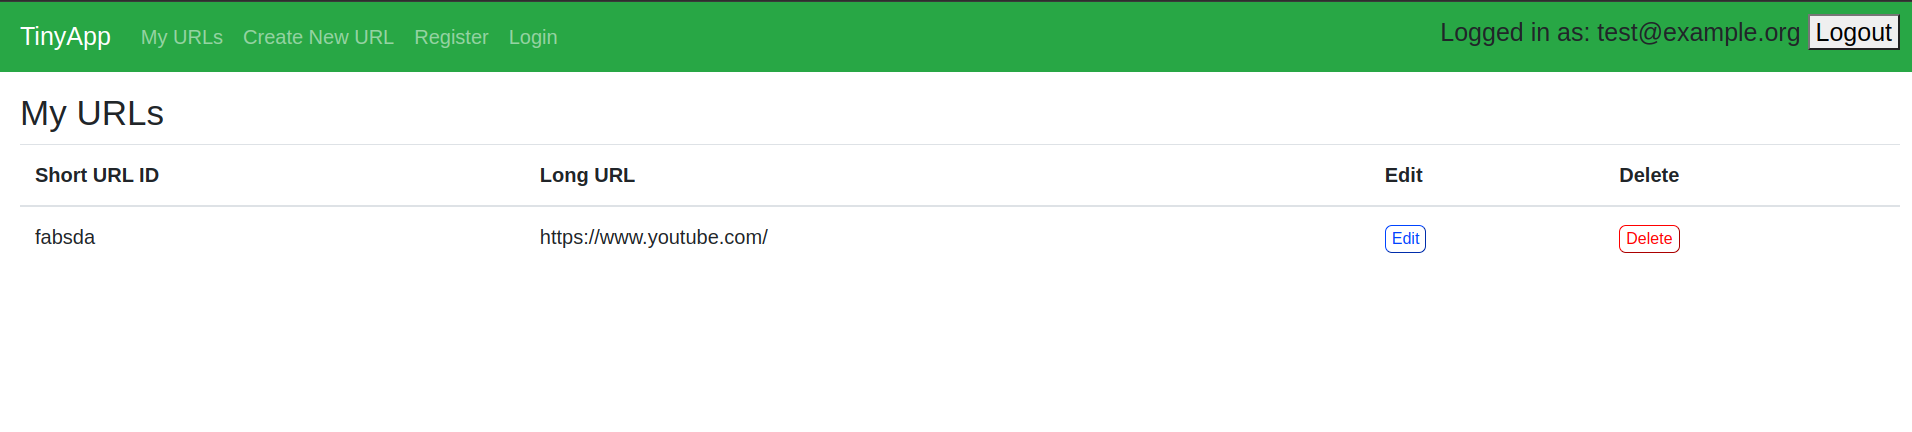 TinyApp My URLs Create New URL Register Login Logged in as: test@example.org Logout
My URLs
Short URL ID Long URL Edit Delete
fabsda https://www.youtube.com/ Edit Delete